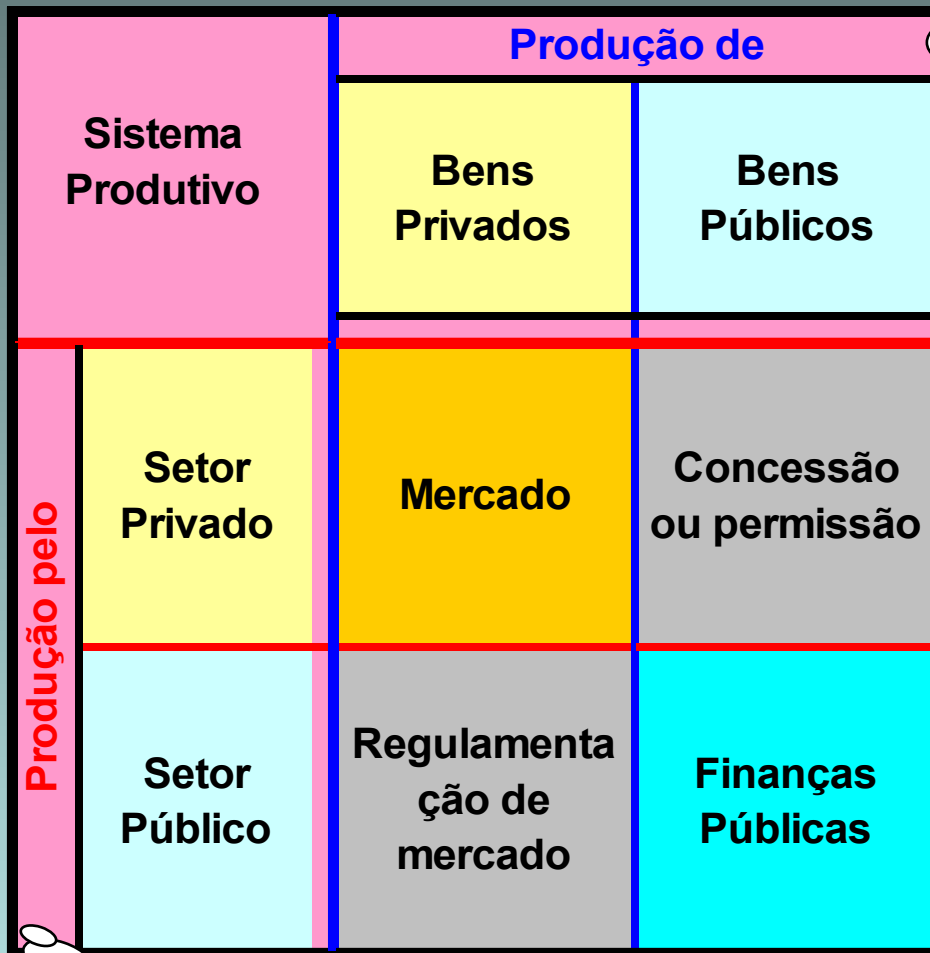 Produção de
Sistema
Produtivo
Bens
Privados
Bens
Públicos
Produção pelo
Setor
Privado
Mercado
Concessão
ou permissão
Setor
Público
Regulamenta
ção de
mercado
Finanças
Públicas